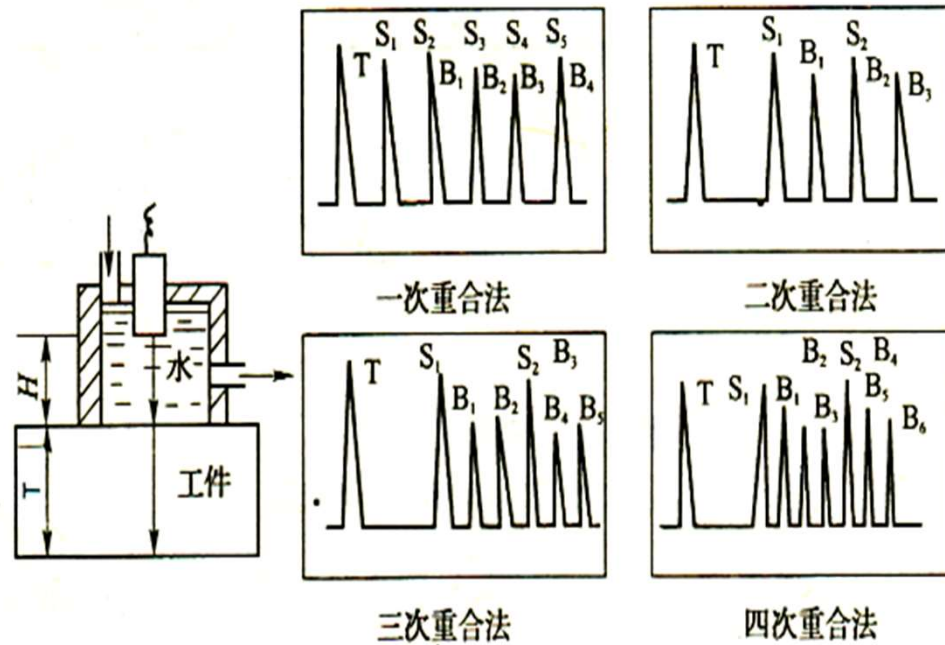 S₁ S₂ S₃ S₄ S₅
T B₁ B₂ B₃ B₄
一次重合法
S₁ S₂
T B₁ B₂ B₃
二次重合法
H
水
T
工件
S₁ S₂ B₃
T B₁ B₂ B₄ B₅
三次重合法
B₂ S₂ B₄
T S₁ B₁ B₃ B₅ B₆
四次重合法